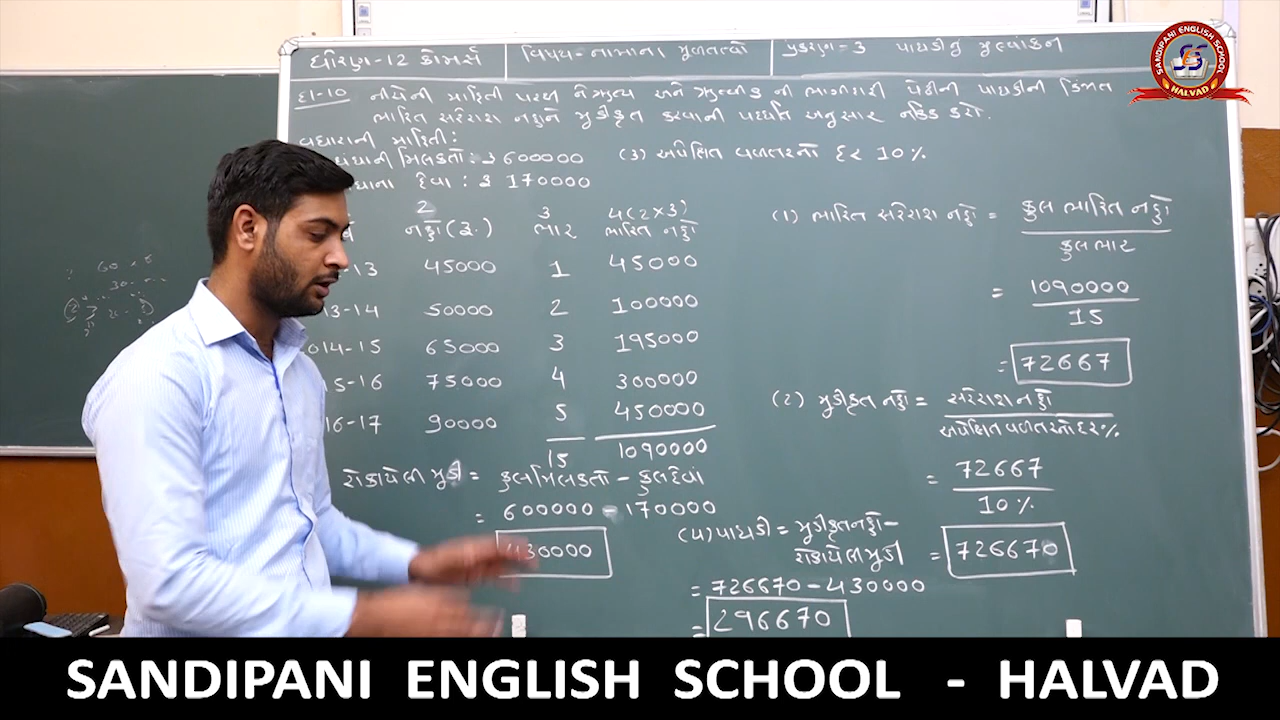 ધોરણ-12 કોમર્સ વિષય-નામાના મૂળતત્વો પ્રકરણ-3 પાઘડીનું મૂલ્યાંકન
SANDIPANI ENGLISH SCHOOL
SES
HALVAD
દા-10 નીચેની માહિતી પરથી નૈઋત્ય અને ની ભાગીદારી પેઢીની પાઘડીની કિંમત
ભારિત સરેરાશ નફાને મૂડીકૃત કરવાની પદ્ધતિ અનુસાર નક્કિ કરો.
વધારાની માહિતી:
ધંધાની મિલકતો: રૂ 600000 (3) અપેક્ષિત વળતરનો દર 10%
ધંધાના દેવા: રૂ 170000
2 3 4(2×3)
નફો(રૂ.) ભાર ભારિત નફો
13 45000 1 45000
13-14 50000 2 100000
014-15 65000 3 195000
15-16 75000 4 300000
16-17 90000 5 450000
15 1090000
રોકાયેલી મૂડી = કુલ મિલકતો - કુલ દેવાં
= 600000 - 170000
430000
(1) ભારિત સરેરાશ નફો = કુલ ભારિત નફો
કુલ ભાર
= 1090000
15
= 72667
(2) મૂડીકૃત નફો = સરેરાશ નફો
અપેક્ષિત વળતરનો દર%
= 72667
10%
= 726670
(4) પાઘડી = મૂડીકૃત નફો -
રોકાયેલ મૂડી
= 726670 - 430000
= 296670
SANDIPANI ENGLISH SCHOOL - HALVAD